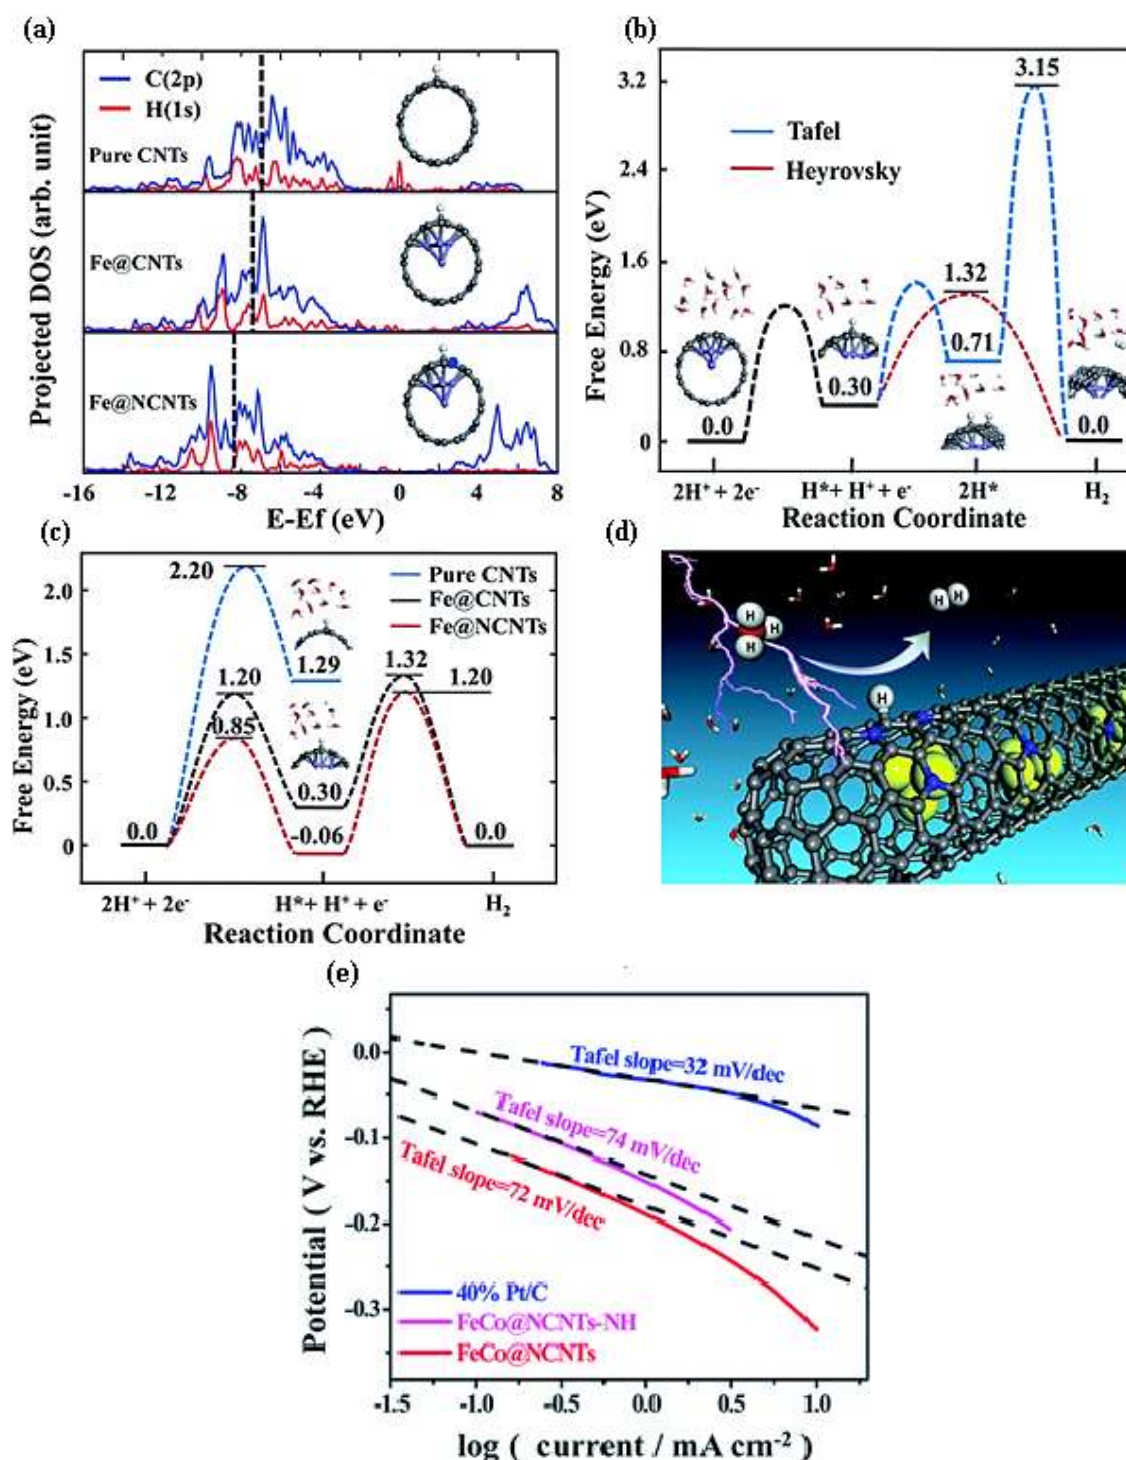 (a)
C(2p)
H(1s)
Pure CNTs
Fe@CNTs
Fe@NCNTs
Projected DOS (arb. unit)
-16 -12 -8 -4 0 4 8
E-Ef (eV)
(b)
3.2
2.4
1.6
0.8
0
Free Energy (eV)
3.15
Tafel
Heyrovsky
1.32
0.71
0.30
0.0
0.0
2H⁺ + 2e⁻ H*+ H⁺ + e⁻ 2H* H₂
Reaction Coordinate
(c)
2.0
1.5
1.0
0.5
0
Free Energy (eV)
2.20
Pure CNTs
Fe@CNTs
Fe@NCNTs
1.29
1.20
1.32
1.20
0.85
0.30
-0.06
0.0
0.0
2H⁺ + 2e⁻ H*+ H⁺ + e⁻ H₂
Reaction Coordinate
(d)
H
H
H
H
H
H
(e)
0.0
-0.1
-0.2
-0.3
Potential ( V vs. RHE )
Tafel slope=32 mV/dec
Tafel slope=74 mV/dec
Tafel slope=72 mV/dec
40% Pt/C
FeCo@NCNTs-NH
FeCo@NCNTs
-1.5 -1.0 -0.5 0.0 0.5 1.0
log ( current / mA cm⁻² )